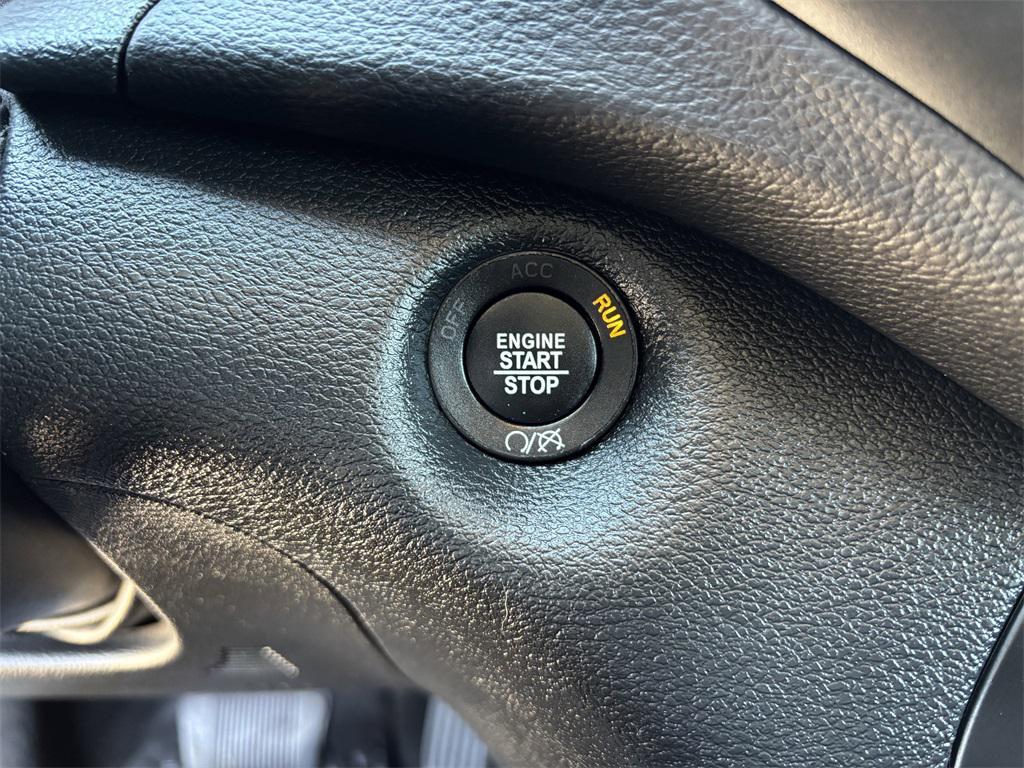 ACC
OFF
RUN
ENGINE
START
STOP